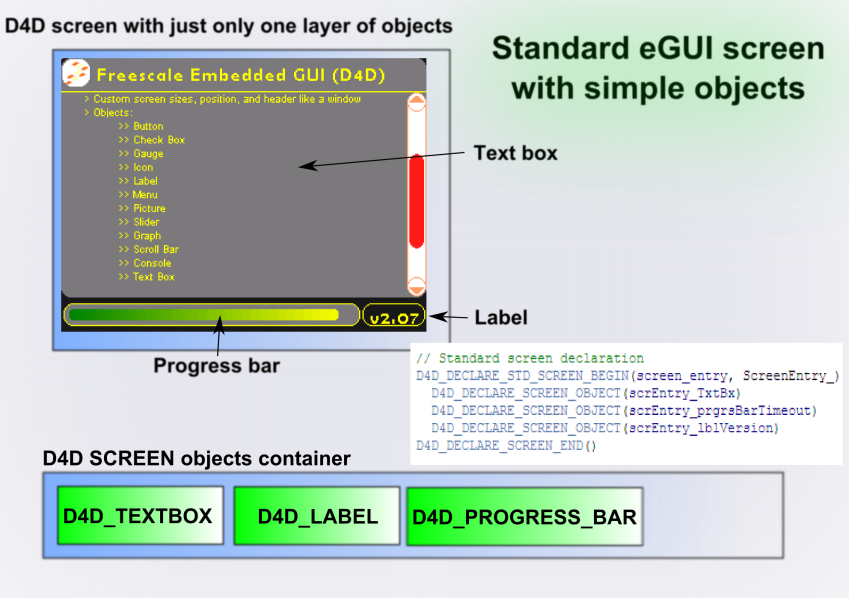 D4D screen with just only one layer of objects
Standard eGUI screen
with simple objects
Freescale Embedded GUI (D4D)
> Custom screen sizes, position, and header like a window
> Objects:
>> Button
>> Check Box
>> Gauge
>> Icon
>> Label
>> Menu
>> Picture
>> Slider
>> Graph
>> Scroll Bar
>> Console
>> Text Box
v2.07
Text box
Label
Progress bar
// Standard screen declaration
D4D_DECLARE_STD_SCREEN_BEGIN(screen_entry, ScreenEntry_)
D4D_DECLARE_SCREEN_OBJECT(scrEntry_TxtBx)
D4D_DECLARE_SCREEN_OBJECT(scrEntry_prgrsBarTimeout)
D4D_DECLARE_SCREEN_OBJECT(scrEntry_lblVersion)
D4D_DECLARE_SCREEN_END()
D4D SCREEN objects container
D4D_TEXTBOX
D4D_LABEL
D4D_PROGRESS_BAR